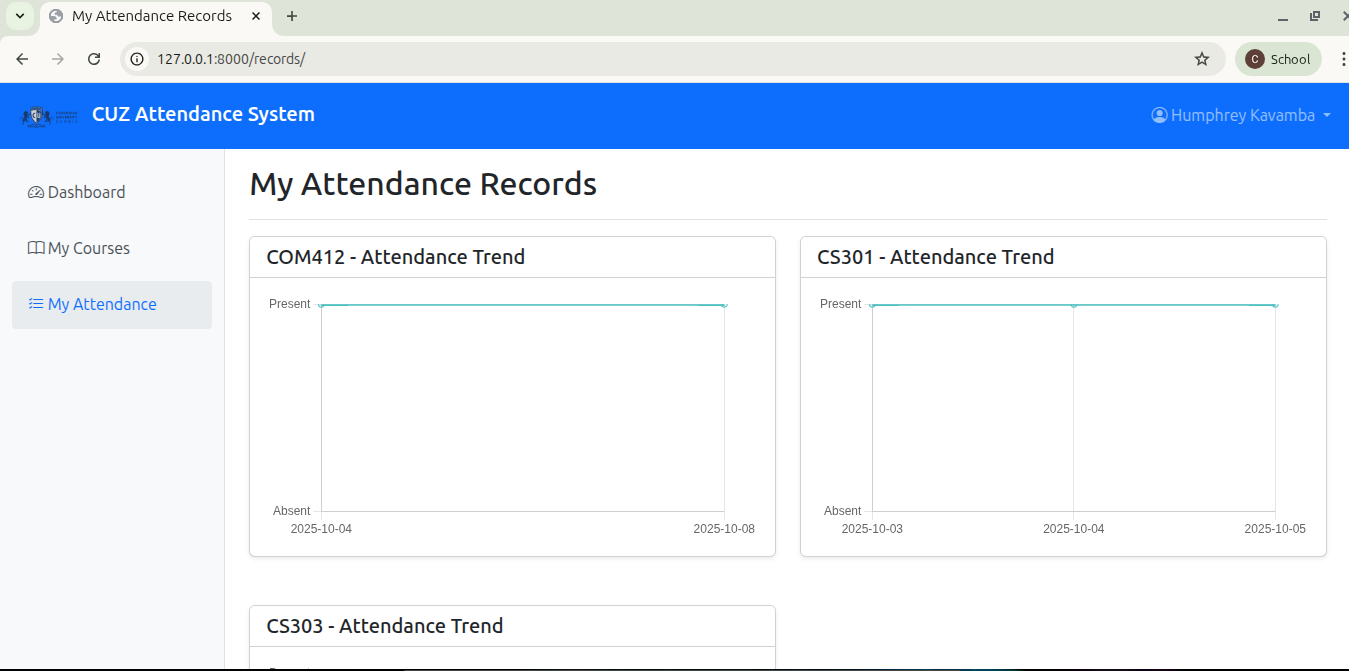 My Attendance Records
127.0.0.1:8000/records/
C School
CUZ Attendance System
Humphrey Kavamba
Dashboard
My Courses
My Attendance
My Attendance Records
COM412 - Attendance Trend
Present
Absent
2025-10-04 2025-10-08
CS301 - Attendance Trend
Present
Absent
2025-10-03 2025-10-04 2025-10-05
CS303 - Attendance Trend